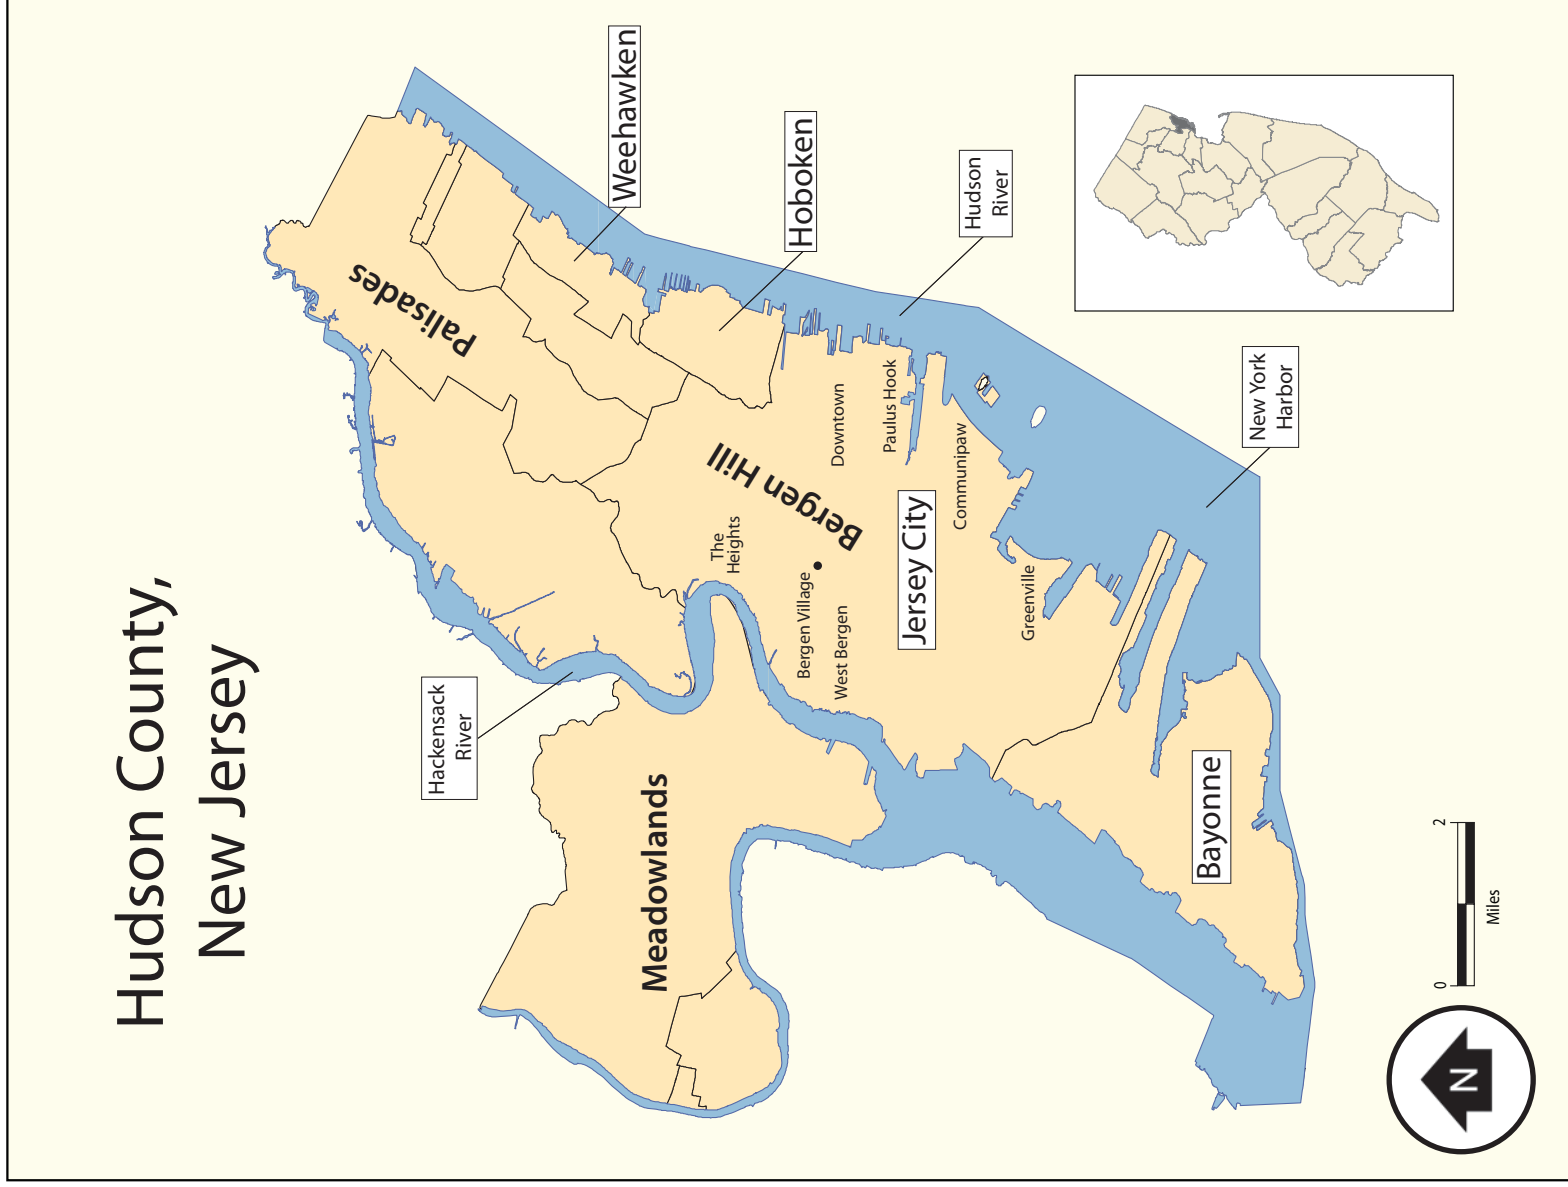 Hudson County,
New Jersey
Palisades
Weehawken
Hoboken
Hudson
River
Hackensack
River
Meadowlands
Bergen Hill
The
Heights
Downtown
Paulus Hook
Bergen Village
West Bergen
Jersey City
Communipaw
Greenville
New York
Harbor
Bayonne
0 2
Miles
N